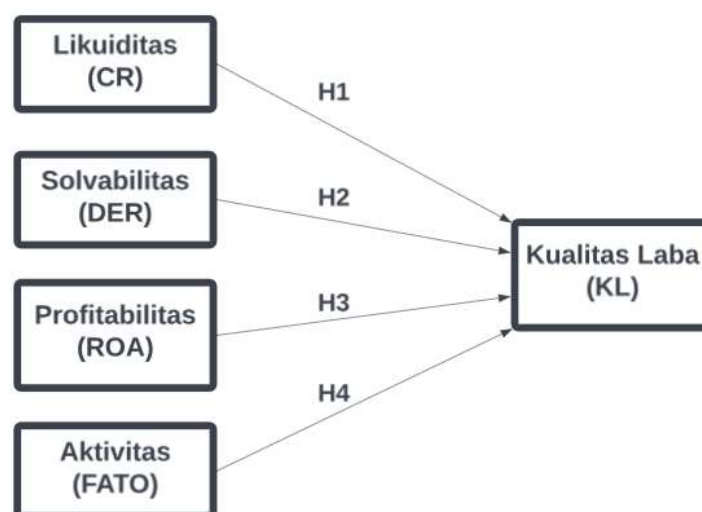 Likuiditas
(CR)
H1
Solvabilitas
(DER)
H2
Kualitas Laba
(KL)
Profitabilitas
(ROA)
H3
H4
Aktivitas
(FATO)